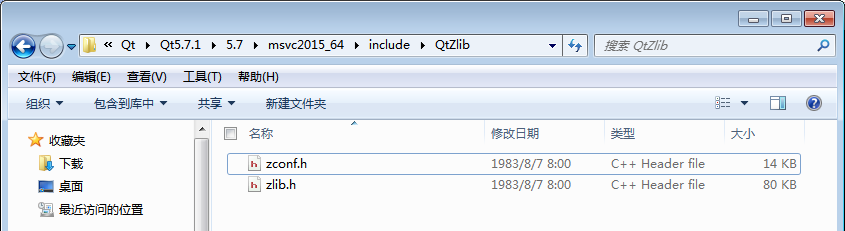 « Qt ▸ Qt5.7.1 ▸ 5.7 ▸ msvc2015_64 ▸ include ▸ QtZlib
搜索 QtZlib
文件(F) 编辑(E) 查看(V) 工具(T) 帮助(H)
组织 包含到库中 共享 新建文件夹
收藏夹
下载
桌面
最近访问的位置
名称 修改日期 类型 大小
zconf.h 1983/8/7 8:00 C++ Header file 14 KB
zlib.h 1983/8/7 8:00 C++ Header file 80 KB